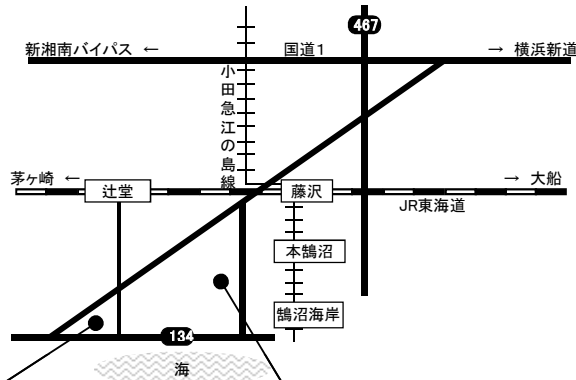 467
新湘南バイパス ←
国道1
→ 横浜新道
小田急江の島線
茅ヶ崎 ←
辻堂
藤沢
→ 大船
JR東海道
本鵠沼
鵠沼海岸
134
海